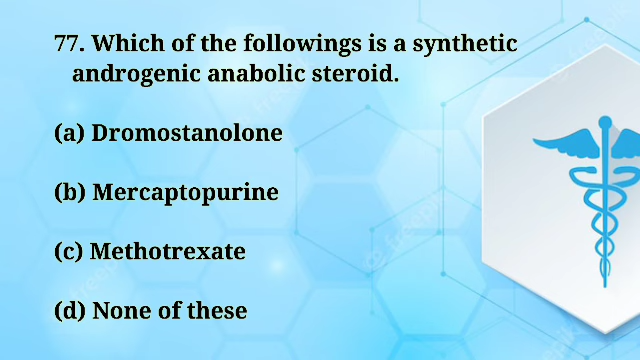 77. Which of the followings is a synthetic
androgenic anabolic steroid.
(a) Dromostanolone
(b) Mercaptopurine
(c) Methotrexate
(d) None of these